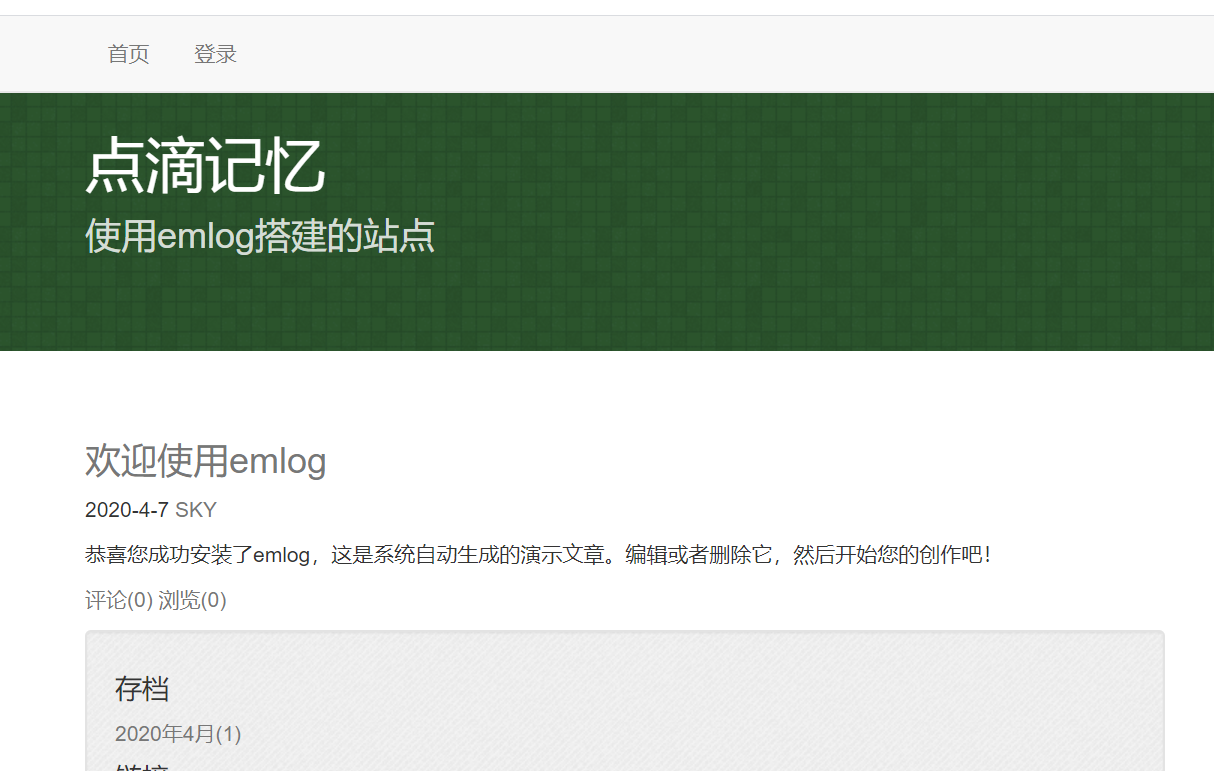 首页 登录
点滴记忆
使用emlog搭建的站点
欢迎使用emlog
2020-4-7 SKY
恭喜您成功安装了emlog，这是系统自动生成的演示文章。编辑或者删除它，然后开始您的创作吧！
评论(0) 浏览(0)
存档
2020年4月(1)